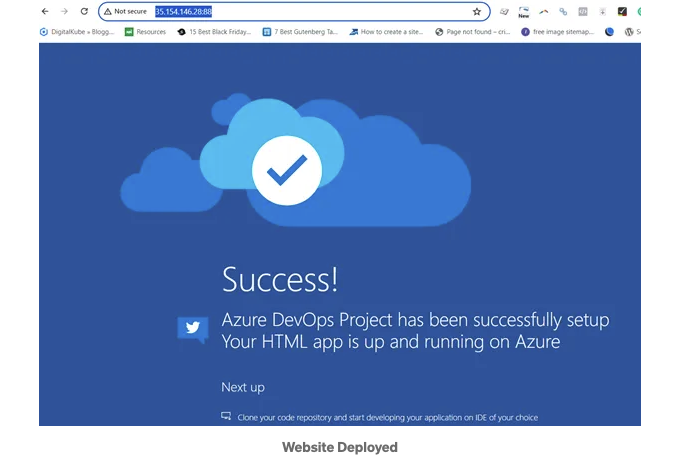 Not secure 35.154.146.28:88
New
DigitalKube » Blogg... Resources 15 Best Black Friday... 7 Best Gutenberg Ta... How to create a site... Page not found – cri... free image sitemap...
Success!
Azure DevOps Project has been successfully setup
Your HTML app is up and running on Azure
Next up
Clone your code repository and start developing your application on IDE of your choice
Website Deployed